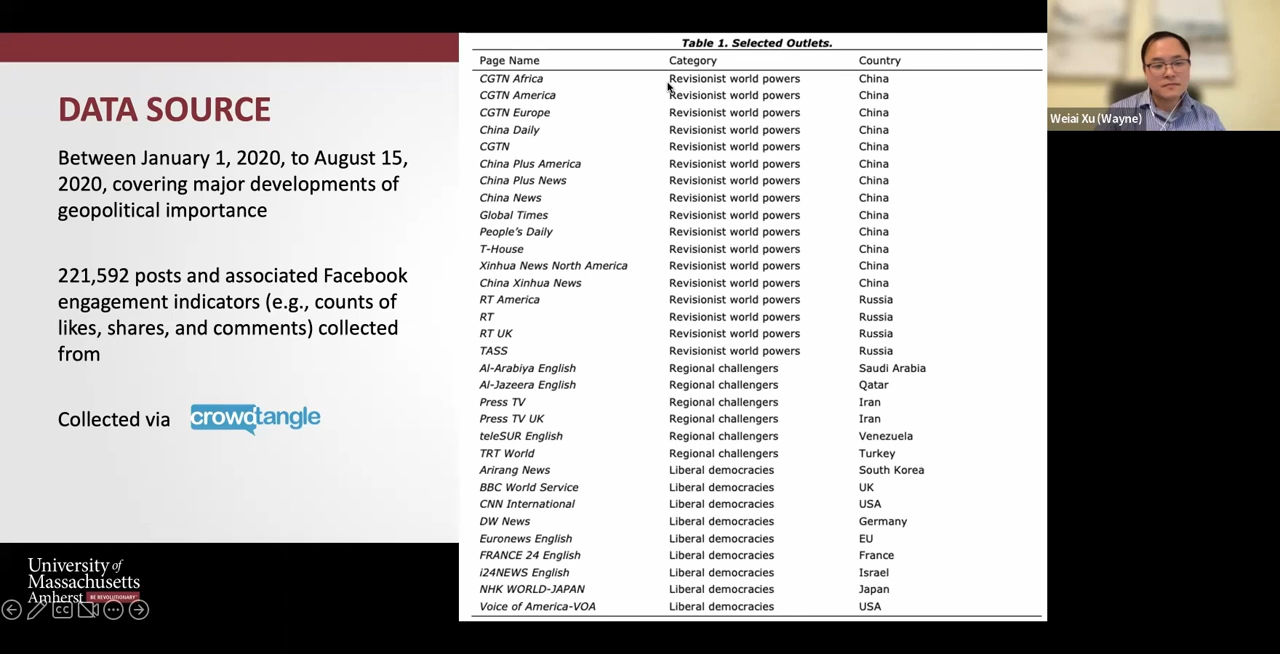 DATA SOURCE
Between January 1, 2020, to August 15,
2020, covering major developments of
geopolitical importance
221,592 posts and associated Facebook
engagement indicators (e.g., counts of
likes, shares, and comments) collected
from
Collected via crowdtangle
University of
Massachusetts
Amherst BE REVOLUTIONARY
CC
Table 1. Selected Outlets.
Page Name Category Country
CGTN Africa Revisionist world powers China
CGTN America Revisionist world powers China
CGTN Europe Revisionist world powers China
China Daily Revisionist world powers China
CGTN Revisionist world powers China
China Plus America Revisionist world powers China
China Plus News Revisionist world powers China
China News Revisionist world powers China
Global Times Revisionist world powers China
People's Daily Revisionist world powers China
T-House Revisionist world powers China
Xinhua News North America Revisionist world powers China
China Xinhua News Revisionist world powers China
RT America Revisionist world powers Russia
RT Revisionist world powers Russia
RT UK Revisionist world powers Russia
TASS Revisionist world powers Russia
Al-Arabiya English Regional challengers Saudi Arabia
Al-Jazeera English Regional challengers Qatar
Press TV Regional challengers Iran
Press TV UK Regional challengers Iran
teleSUR English Regional challengers Venezuela
TRT World Regional challengers Turkey
Arirang News Liberal democracies South Korea
BBC World Service Liberal democracies UK
CNN International Liberal democracies USA
DW News Liberal democracies Germany
Euronews English Liberal democracies EU
FRANCE 24 English Liberal democracies France
i24NEWS English Liberal democracies Israel
NHK WORLD-JAPAN Liberal democracies Japan
Voice of America-VOA Liberal democracies USA
Weiai Xu (Wayne)